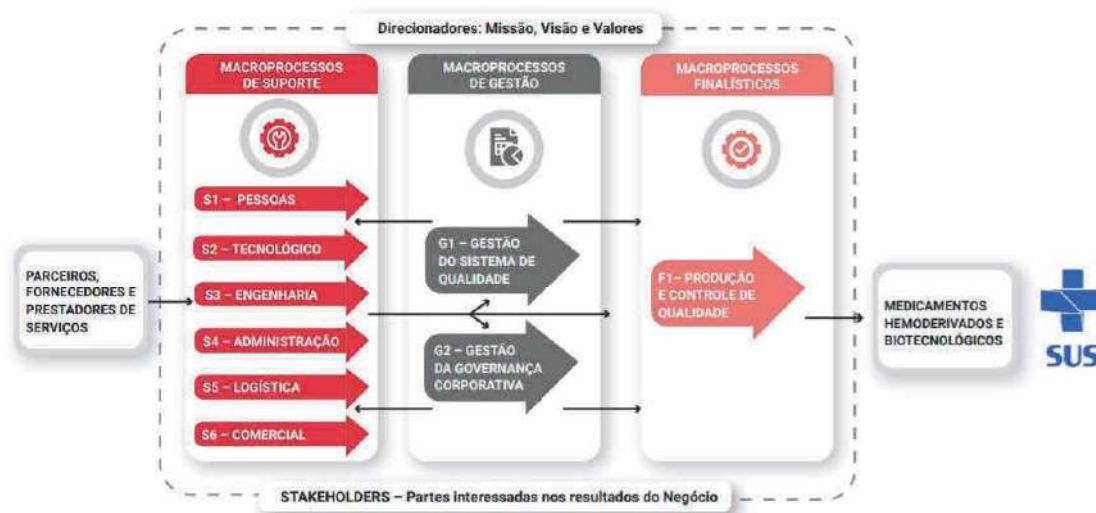 Direcionadores: Missão, Visão e Valores
MACROPROCESSOS
DE SUPORTE
S1 – PESSOAS
S2 – TECNOLÓGICO
S3 – ENGENHARIA
S4 – ADMINISTRAÇÃO
S5 – LOGÍSTICA
S6 – COMERCIAL
MACROPROCESSOS
DE GESTÃO
G1 – GESTÃO
DO SISTEMA DE
QUALIDADE
G2 – GESTÃO
DA GOVERNANÇA
CORPORATIVA
MACROPROCESSOS
FINALÍSTICOS
F1– PRODUÇÃO
E CONTROLE DE
QUALIDADE
PARCEIROS,
FORNECEDORES E
PRESTADORES DE
SERVIÇOS
MEDICAMENTOS
HEMODERIVADOS E
BIOTECNOLÓGICOS
SUS
STAKEHOLDERS – Partes interessadas nos resultados do Negócio